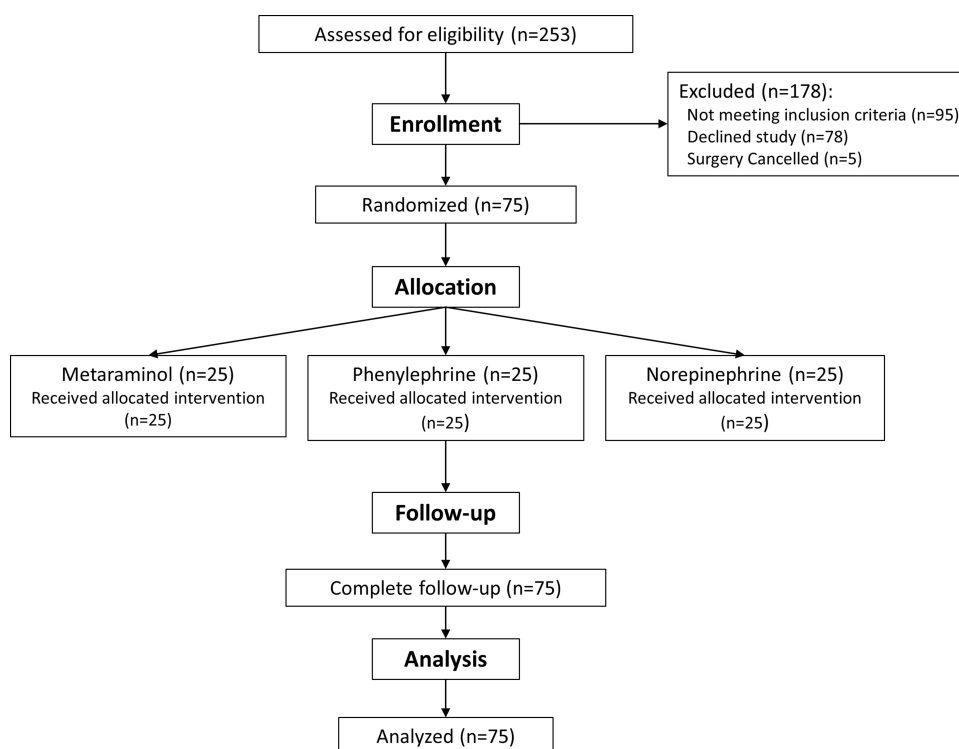 Assessed for eligibility (n=253)
Enrollment
Excluded (n=178):
Not meeting inclusion criteria (n=95)
Declined study (n=78)
Surgery Cancelled (n=5)
Randomized (n=75)
Allocation
Metaraminol (n=25)
Received allocated intervention
(n=25)
Phenylephrine (n=25)
Received allocated intervention
(n=25)
Norepinephrine (n=25)
Received allocated intervention
(n=25)
Follow-up
Complete follow-up (n=75)
Analysis
Analyzed (n=75)